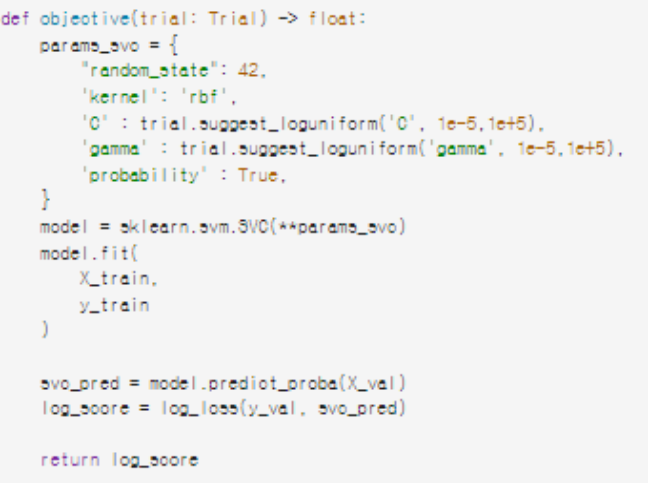 def objective(trial: Trial) -> float:
    params_svc = {
        "random_state": 42,
        'kernel': 'rbf',
        'C' : trial.suggest_loguniform('C', 1e-5,1e+5),
        'gamma' : trial.suggest_loguniform('gamma', 1e-5,1e+5),
        'probability' : True,
    }
    model = sklearn.svm.SVC(**params_svc)
    model.fit(
        X_train,
        y_train
    )
    svc_pred = model.predict_proba(X_val)
    log_score = log_loss(y_val, svc_pred)
    return log_score